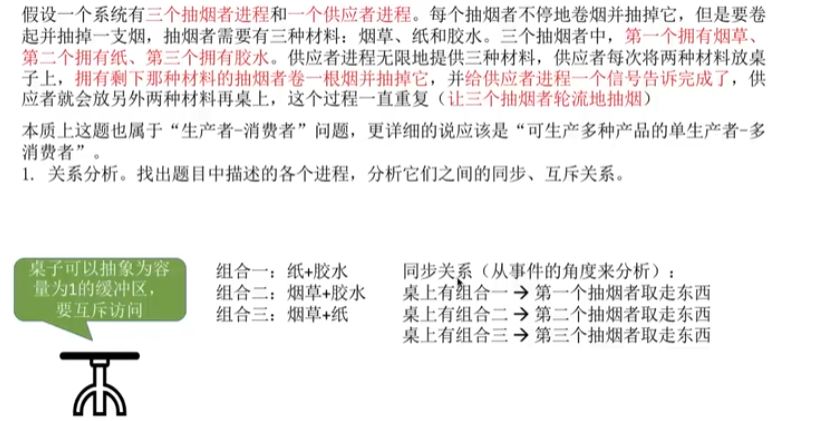 假设一个系统有三个抽烟者进程和一个供应者进程。每个抽烟者不停地卷烟并抽掉它，但是要卷
起并抽掉一支烟，抽烟者需要有三种材料：烟草、纸和胶水。三个抽烟者中，第一个拥有烟草、
第二个拥有纸、第三个拥有胶水。供应者进程无限地提供三种材料，供应者每次将两种材料放桌
子上，拥有剩下那种材料的抽烟者卷一根烟并抽掉它，并给供应者进程一个信号告诉完成了，供
应者就会放另外两种材料再桌上，这个过程一直重复（让三个抽烟者轮流地抽烟）
本质上这题也属于“生产者-消费者”问题，更详细的说应该是“可生产多种产品的单生产者-多
消费者”。
1. 关系分析。找出题目中描述的各个进程，分析它们之间的同步、互斥关系。
桌子可以抽象为容
量为1的缓冲区，
要互斥访问
组合一：纸+胶水
组合二：烟草+胶水
组合三：烟草+纸
同步关系（从事件的角度来分析）：
桌上有组合一 → 第一个抽烟者取走东西
桌上有组合二 → 第二个抽烟者取走东西
桌上有组合三 → 第三个抽烟者取走东西